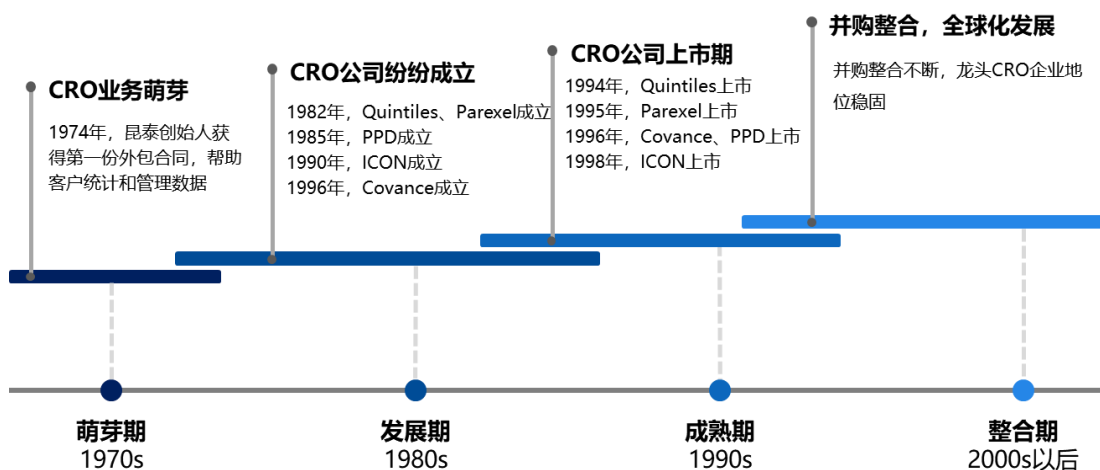 CRO业务萌芽
1974年，昆泰创始人获
得第一份外包合同，帮助
客户统计和管理数据
CRO公司纷纷成立
1982年，Quintiles、Parexel成立
1985年，PPD成立
1990年，ICON成立
1996年，Covance成立
CRO公司上市期
1994年，Quintiles上市
1995年，Parexel上市
1996年，Covance、PPD上市
1998年，ICON上市
并购整合，全球化发展
并购整合不断，龙头CRO企业地
位稳固
萌芽期
1970s
发展期
1980s
成熟期
1990s
整合期
2000s以后